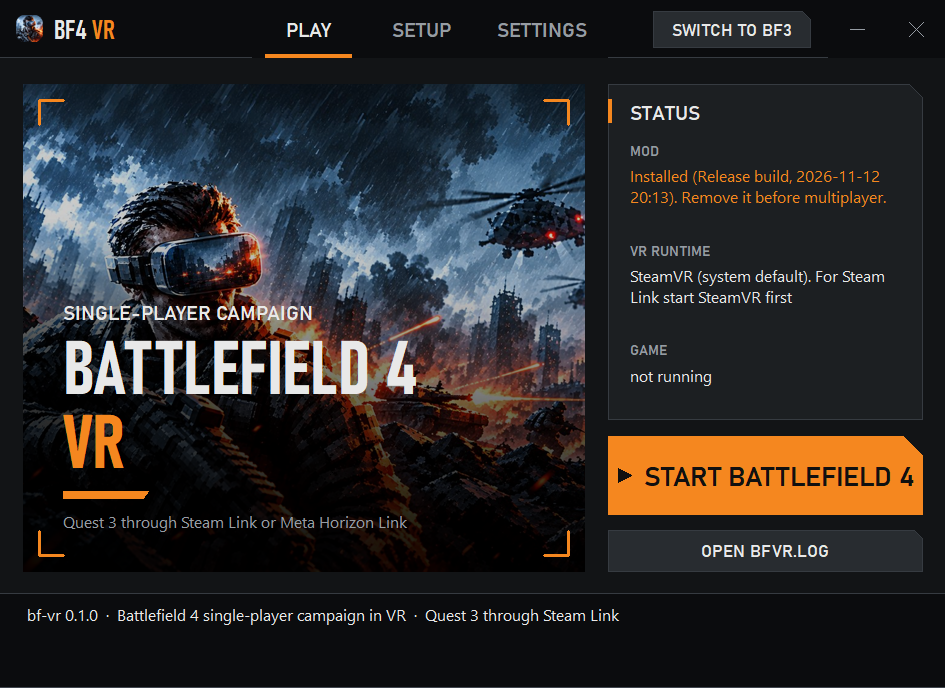 BF4 VR
PLAY
SETUP
SETTINGS
SWITCH TO BF3
SINGLE-PLAYER CAMPAIGN
BATTLEFIELD 4
VR
Quest 3 through Steam Link or Meta Horizon Link
STATUS
MOD
Installed (Release build, 2026-11-12
20:13). Remove it before multiplayer.
VR RUNTIME
SteamVR (system default). For Steam
Link start SteamVR first
GAME
not running
START BATTLEFIELD 4
OPEN BFVR.LOG
bf-vr 0.1.0 · Battlefield 4 single-player campaign in VR · Quest 3 through Steam Link